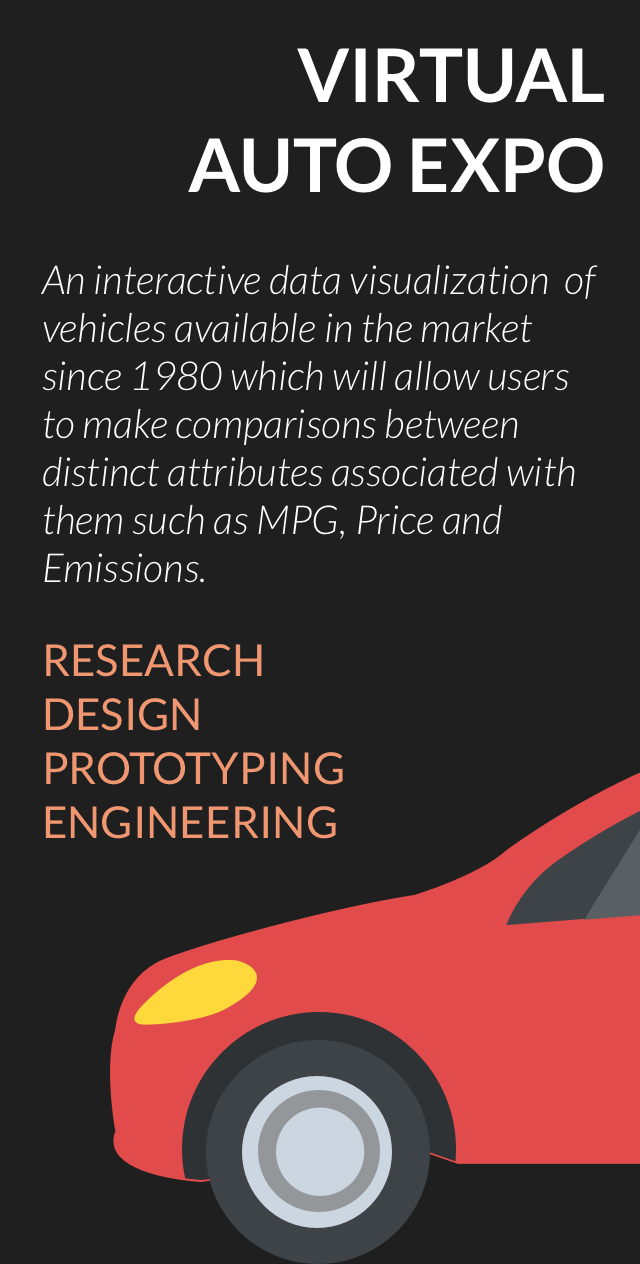 VIRTUAL
AUTO EXPO
An interactive data visualization  of
vehicles available in the market
since 1980 which will allow users
to make comparisons between
distinct attributes associated with
them such as MPG, Price and
Emissions.
RESEARCH
DESIGN
PROTOTYPING
ENGINEERING